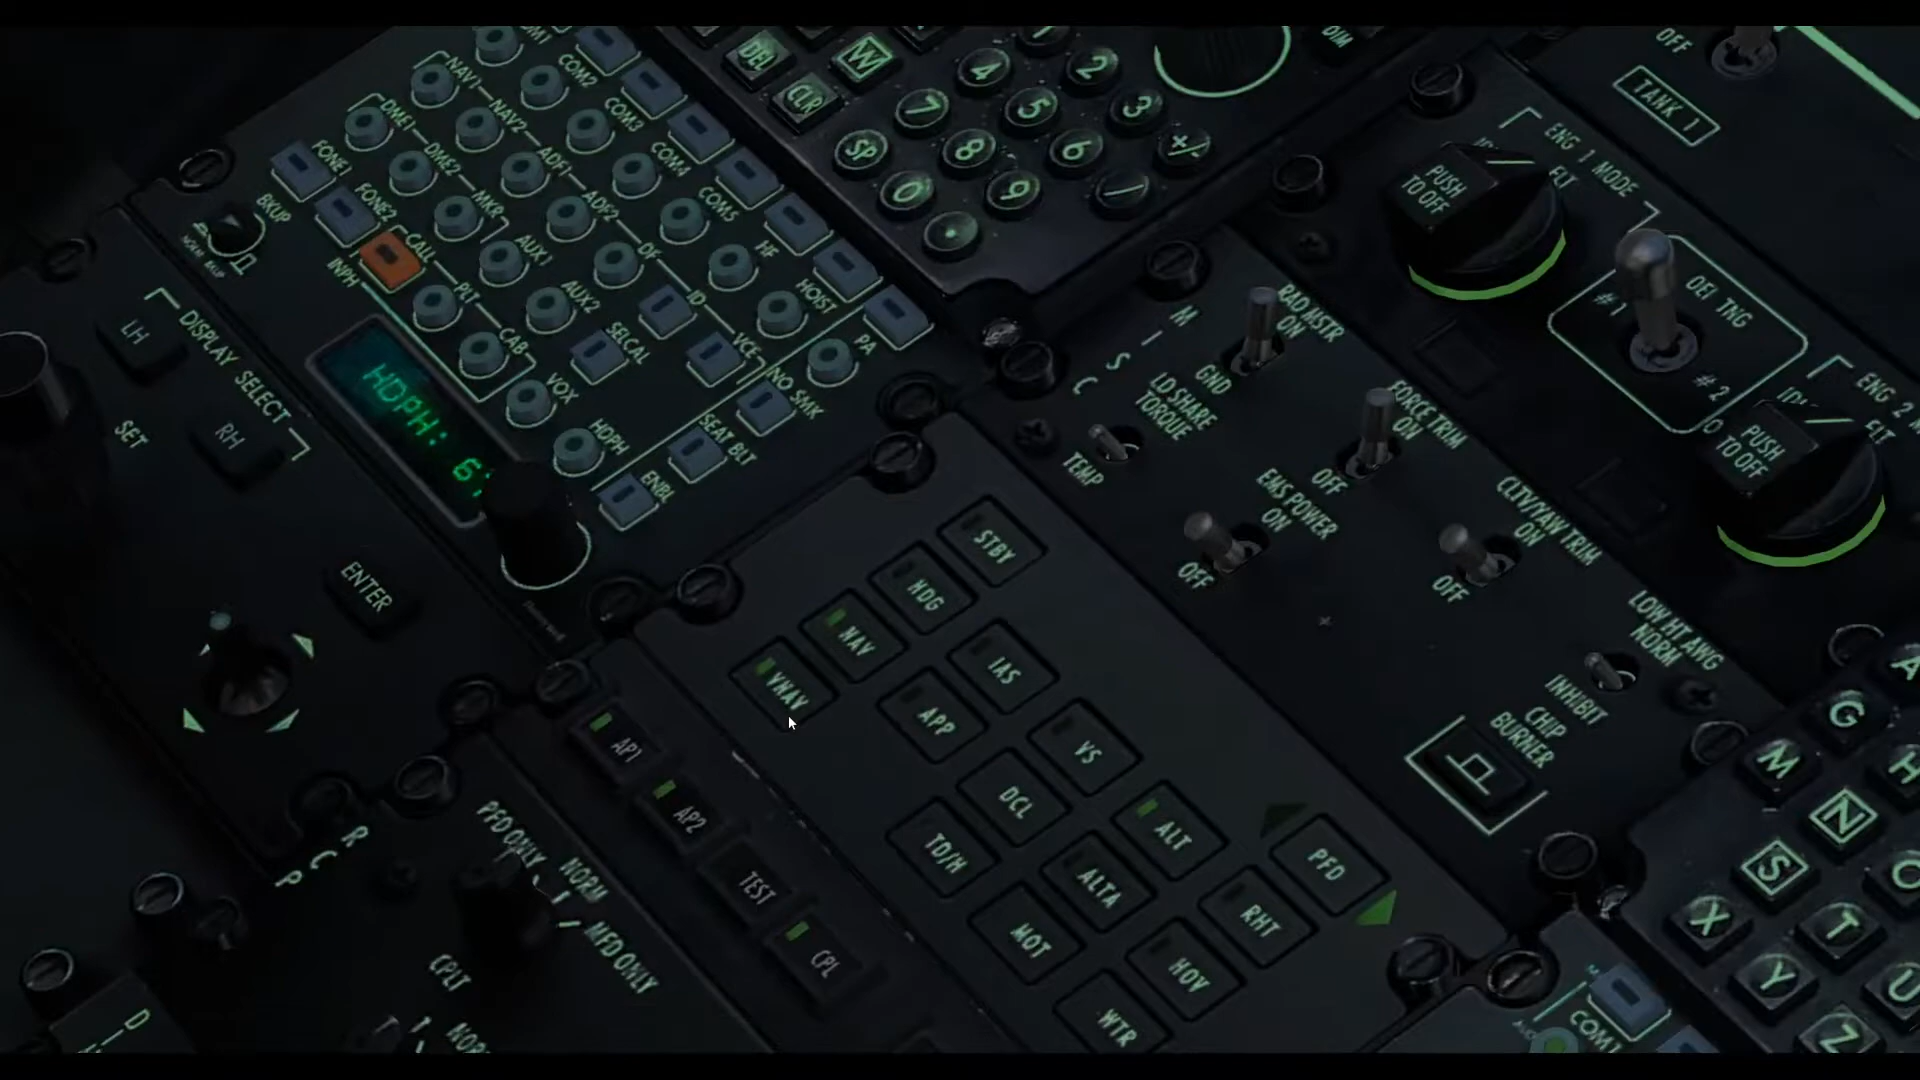 COM2
COM3
COM4
COM5
HF
HOIST
PA
NAV1
NAV2
ADF1
ADF2
DF
ID
VCE
NO SMK
DME1
DME2
MKR
AUX1
AUX2
SELCAL
SEAT BLT
ENBL
FONE1
FONE2
CALL
PLT
CAB
VOX
HDPH
BKUP
INPH
HDPH: 6
DEL
W
CLR
SP
1
2
3
4
5
6
7
8
9
0
+/-
/
.
DIM
OFF
TANK 1
ENG 1 MODE
FLT
PUSH
TO OFF
OEI TNG
#1
#2
ENG 2
FLT
PUSH
TO OFF
LH
DISPLAY SELECT
SET
RH
ENTER
MISC
RAD MSTR
ON
GND
LD SHARE
TORQUE
TEMP
FORCE TRIM
ON
OFF
EMS POWER
ON
OFF
CLTV/YAW TRIM
ON
OFF
LOW HT AWG
NORM
INHIBIT
CHIP
BURNER
STBY
HDG
NAV
VNAV
IAS
APP
VS
DCL
TD/H
ALT
ALTA
MOT
PFD
RHT
HOV
WTR
AP1
AP2
TEST
CPL
RCP
PFD ONLY
NORM
MFD ONLY
CPLT
A
G
H
M
N
S
T
X
Y
U
Z
COM1